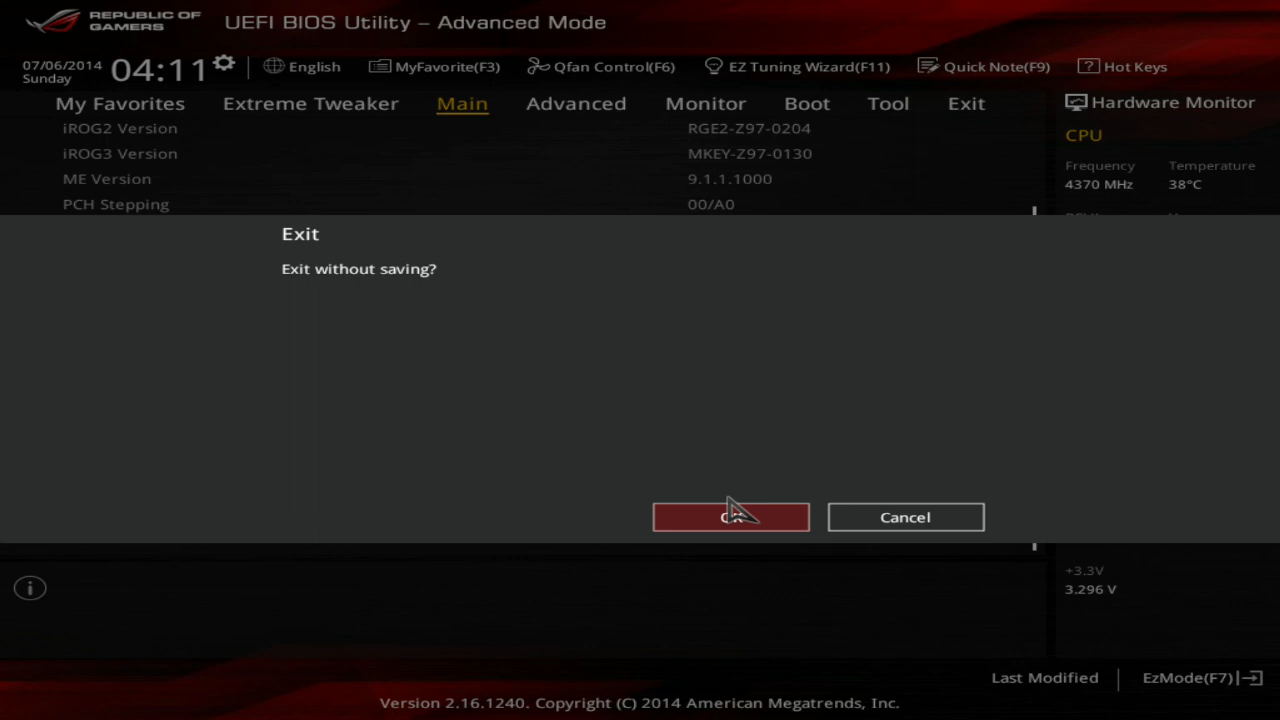 REPUBLIC OF
GAMERS
UEFI BIOS Utility – Advanced Mode
07/06/2014
Sunday
04:11
English
MyFavorite(F3)
Qfan Control(F6)
EZ Tuning Wizard(F11)
Quick Note(F9)
? Hot Keys
My Favorites
Extreme Tweaker
Main
Advanced
Monitor
Boot
Tool
Exit
Hardware Monitor
iROG2 Version RGE2-Z97-0204
iROG3 Version MKEY-Z97-0130
ME Version 9.1.1.1000
PCH Stepping 00/A0
CPU
Frequency Temperature
4370 MHz 38°C
Exit
Exit without saving?
OK
Cancel
+3.3V
3.296 V
Last Modified
EzMode(F7)
Version 2.16.1240. Copyright (C) 2014 American Megatrends, Inc.